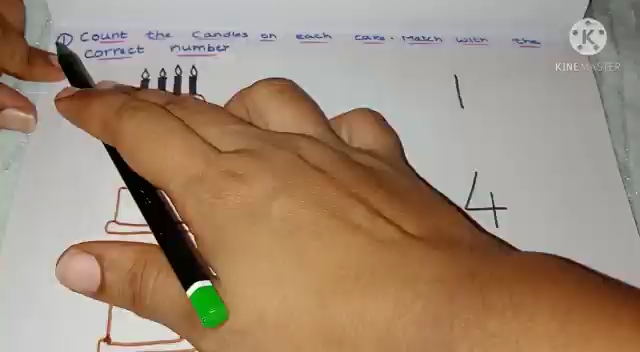 ① Count the Candles on each cake. Match with the
correct number
KINEMASTER
1
4